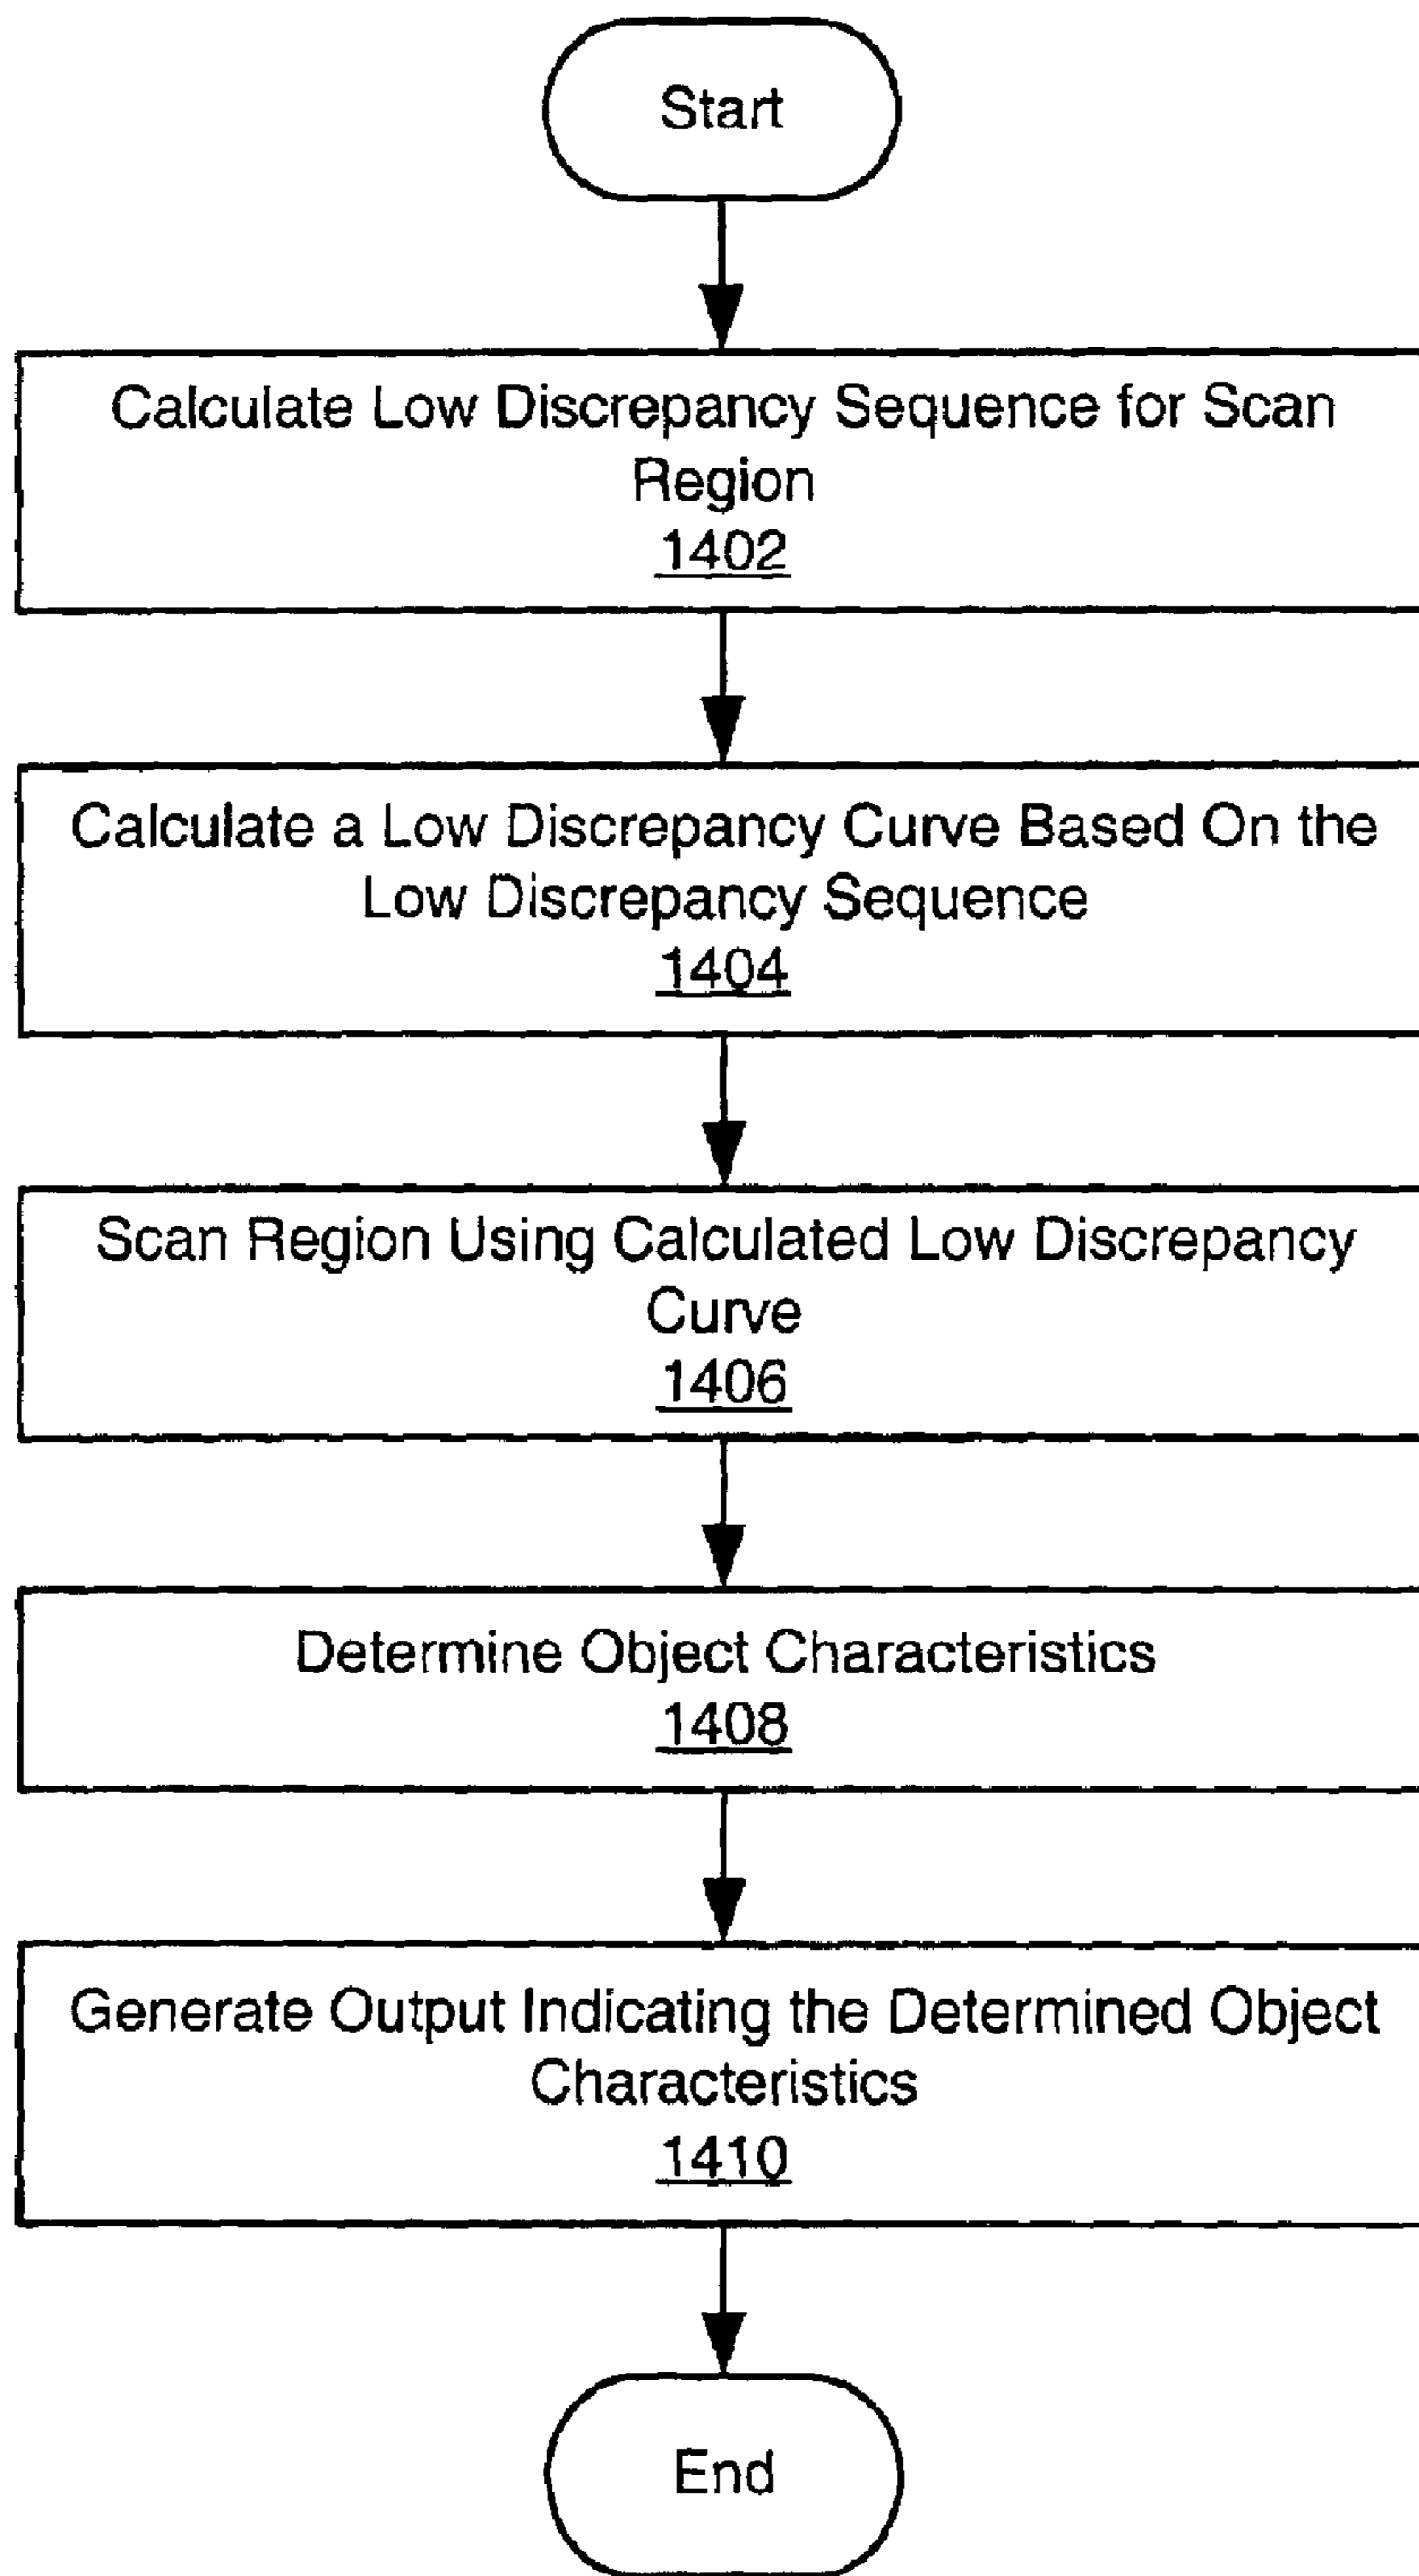 Start
Calculate Low Discrepancy Sequence for Scan
Region
1402
Calculate a Low Discrepancy Curve Based On the
Low Discrepancy Sequence
1404
Scan Region Using Calculated Low Discrepancy
Curve
1406
Determine Object Characteristics
1408
Generate Output Indicating the Determined Object
Characteristics
1410
End